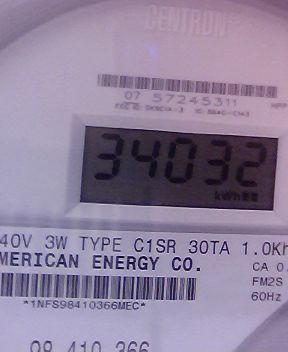 CENTRON
07 57245311
34032
kWh
40V 3W TYPE C1SR 30TA 1.0Kh
MERICAN ENERGY CO.
CA 0.
FM2S
60Hz
*1NFS98410366MEC*
98 410 366